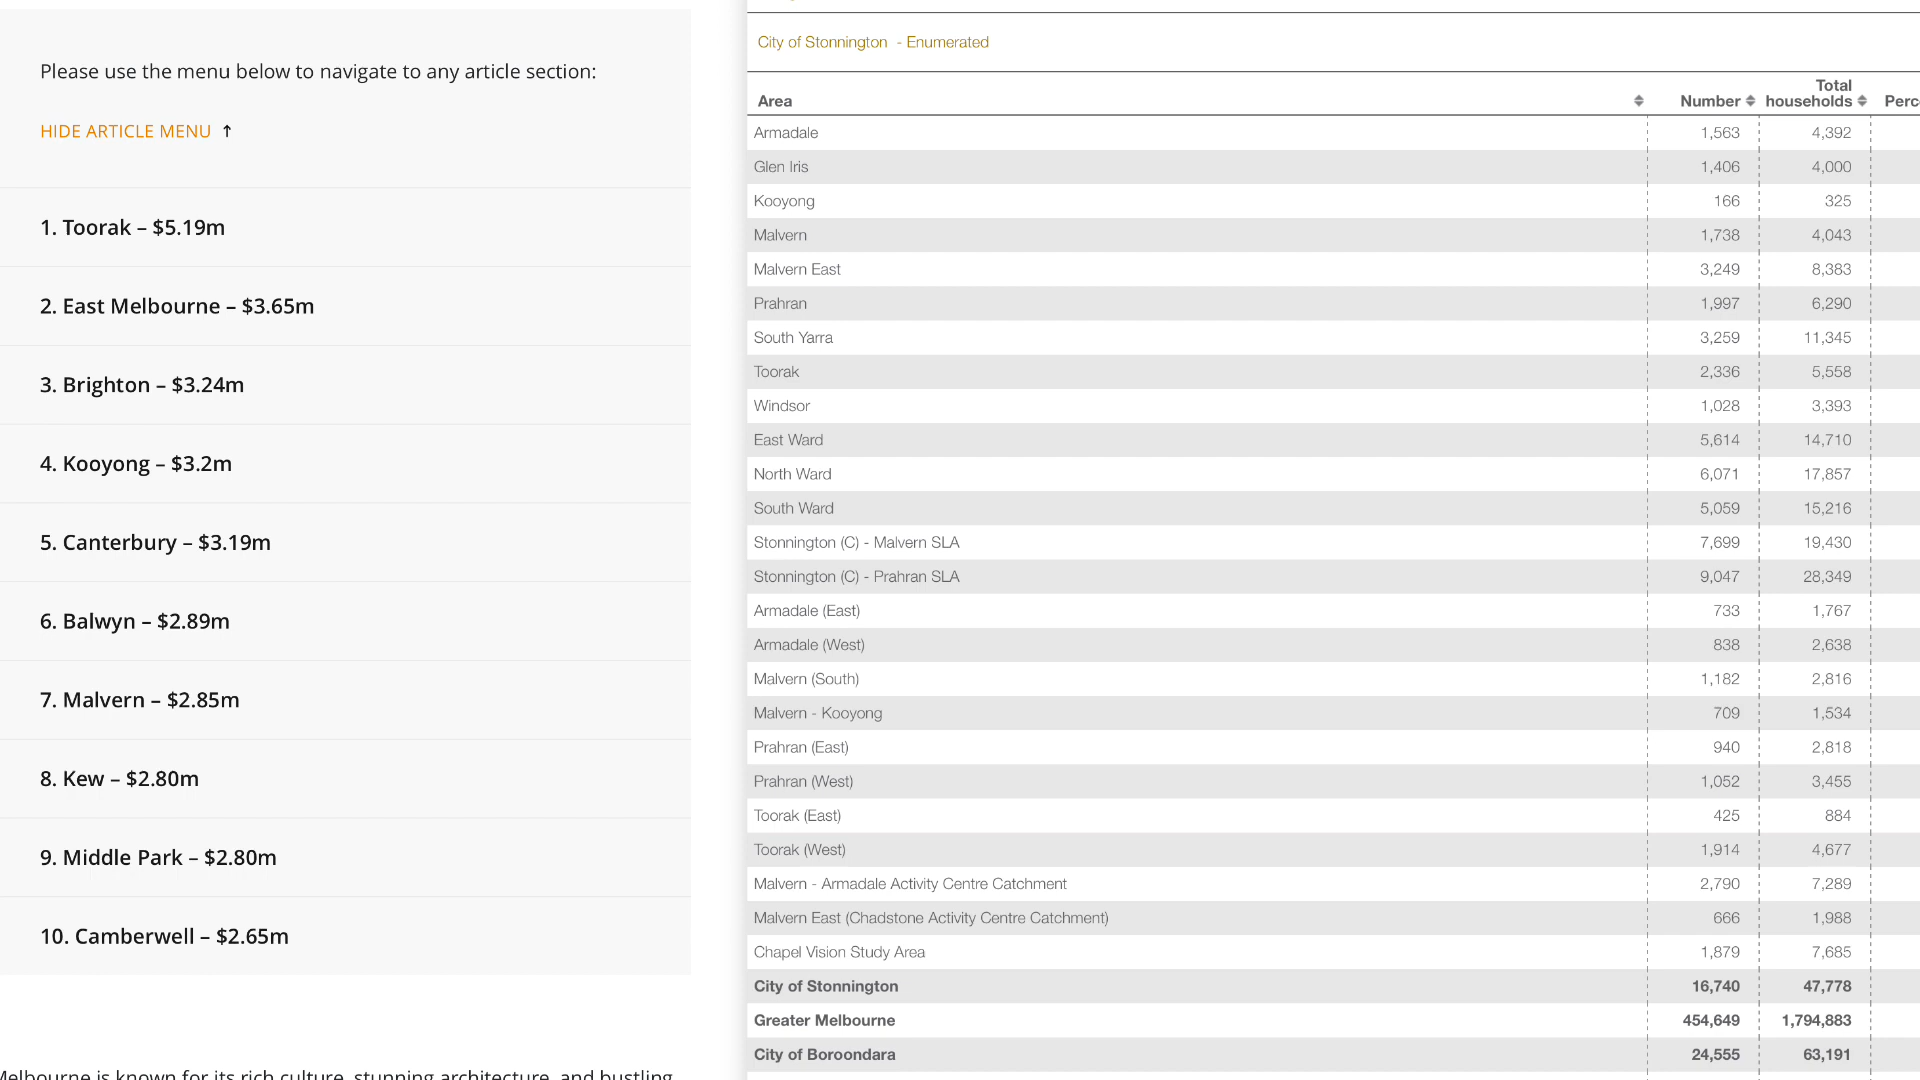 Please use the menu below to navigate to any article section:
HIDE ARTICLE MENU ↑
1. Toorak – $5.19m
2. East Melbourne – $3.65m
3. Brighton – $3.24m
4. Kooyong – $3.2m
5. Canterbury – $3.19m
6. Balwyn – $2.89m
7. Malvern – $2.85m
8. Kew – $2.80m
9. Middle Park – $2.80m
10. Camberwell – $2.65m
Melbourne is known for its rich culture, stunning architecture, and bustling
City of Stonnington - Enumerated
Area Number Total households
Armadale 1,563 4,392
Glen Iris 1,406 4,000
Kooyong 166 325
Malvern 1,738 4,043
Malvern East 3,249 8,383
Prahran 1,997 6,290
South Yarra 3,259 11,345
Toorak 2,336 5,558
Windsor 1,028 3,393
East Ward 5,614 14,710
North Ward 6,071 17,857
South Ward 5,059 15,216
Stonnington (C) - Malvern SLA 7,699 19,430
Stonnington (C) - Prahran SLA 9,047 28,349
Armadale (East) 733 1,767
Armadale (West) 838 2,638
Malvern (South) 1,182 2,816
Malvern - Kooyong 709 1,534
Prahran (East) 940 2,818
Prahran (West) 1,052 3,455
Toorak (East) 425 884
Toorak (West) 1,914 4,677
Malvern - Armadale Activity Centre Catchment 2,790 7,289
Malvern East (Chadstone Activity Centre Catchment) 666 1,988
Chapel Vision Study Area 1,879 7,685
City of Stonnington 16,740 47,778
Greater Melbourne 454,649 1,794,883
City of Boroondara 24,555 63,191